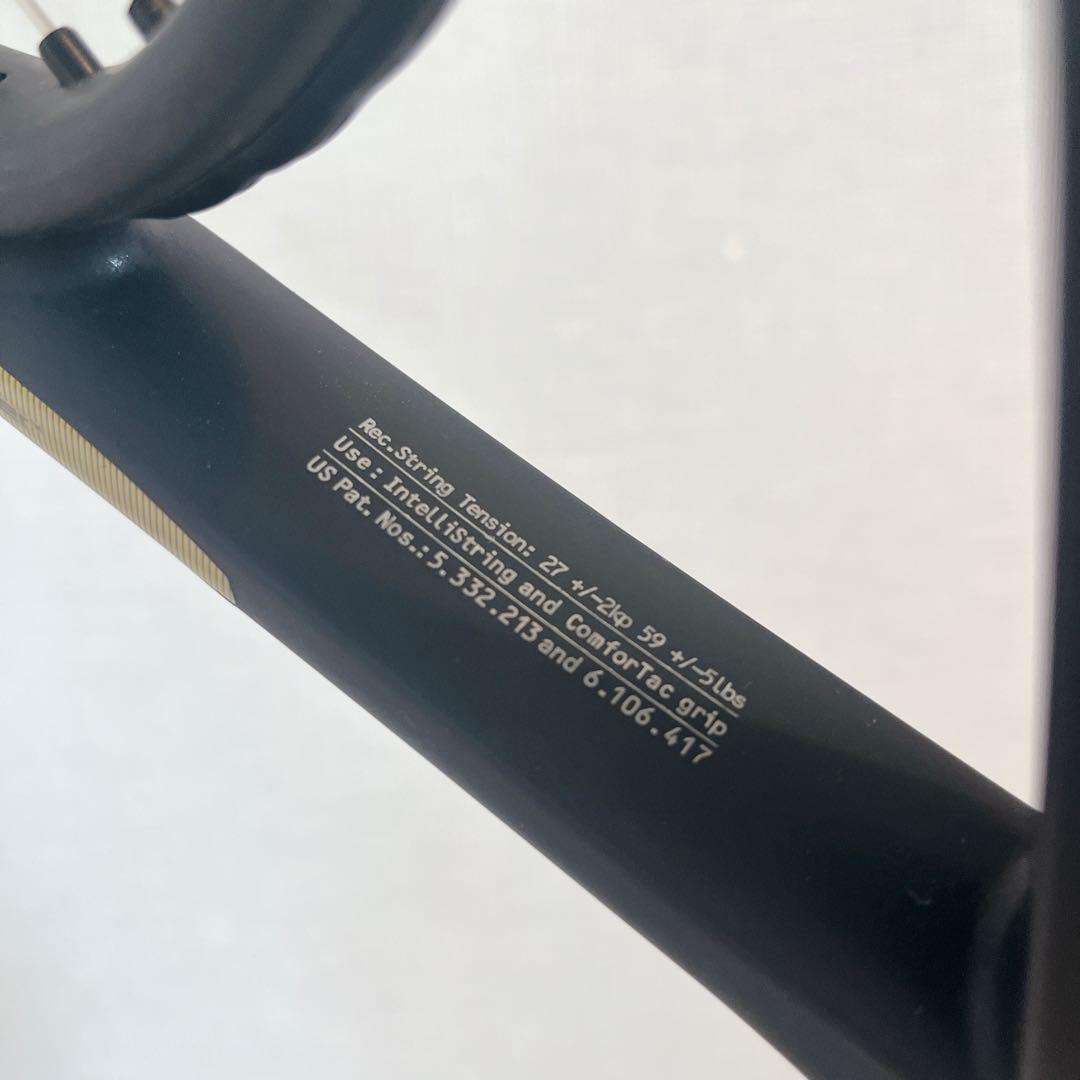 Rec.String Tension: 27 +/-2kp 59 +/-5lbs
Use: IntelliString and ComforTac grip
US Pat. Nos.: 5.332.213 and 6.106.417